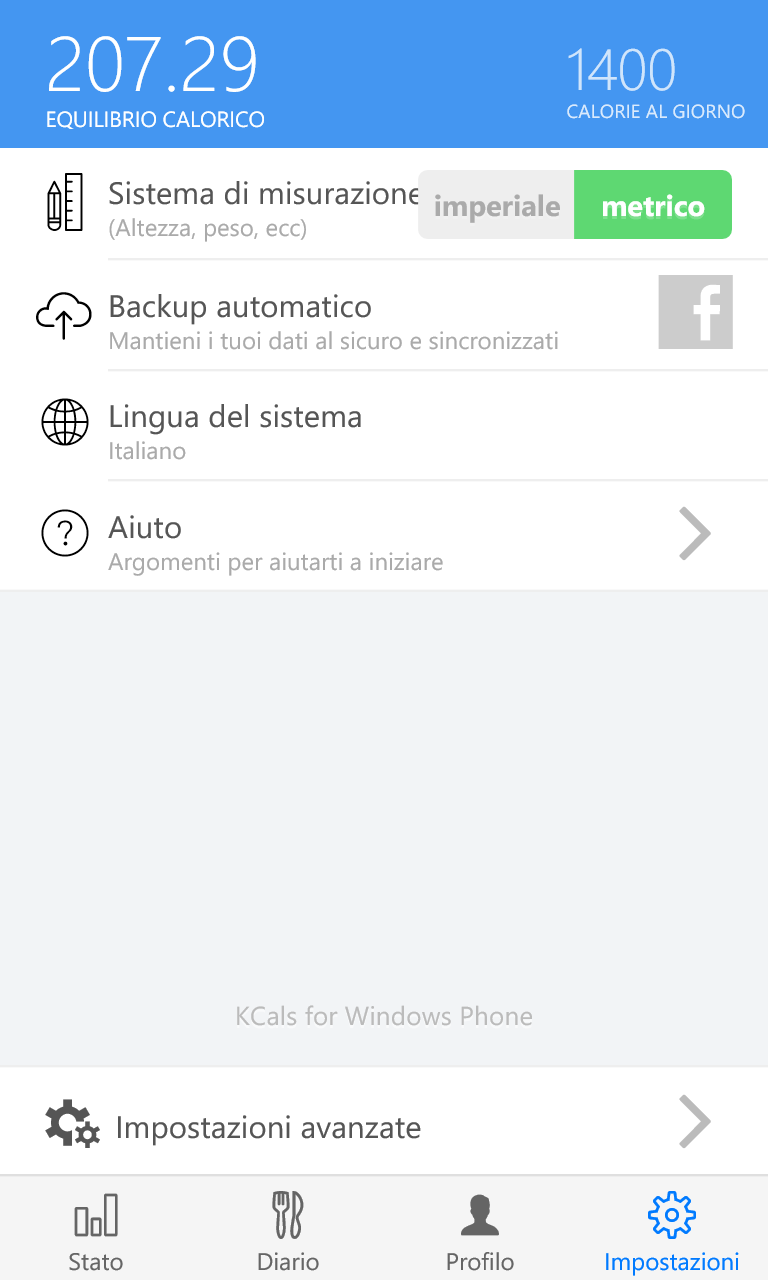 207.29
EQUILIBRIO CALORICO
1400
CALORIE AL GIORNO
Sistema di misurazione
(Altezza, peso, ecc)
imperiale
metrico
Backup automatico
Mantieni i tuoi dati al sicuro e sincronizzati
f
Lingua del sistema
Italiano
?
Aiuto
Argomenti per aiutarti a iniziare
KCals for Windows Phone
Impostazioni avanzate
Stato
Diario
Profilo
Impostazioni